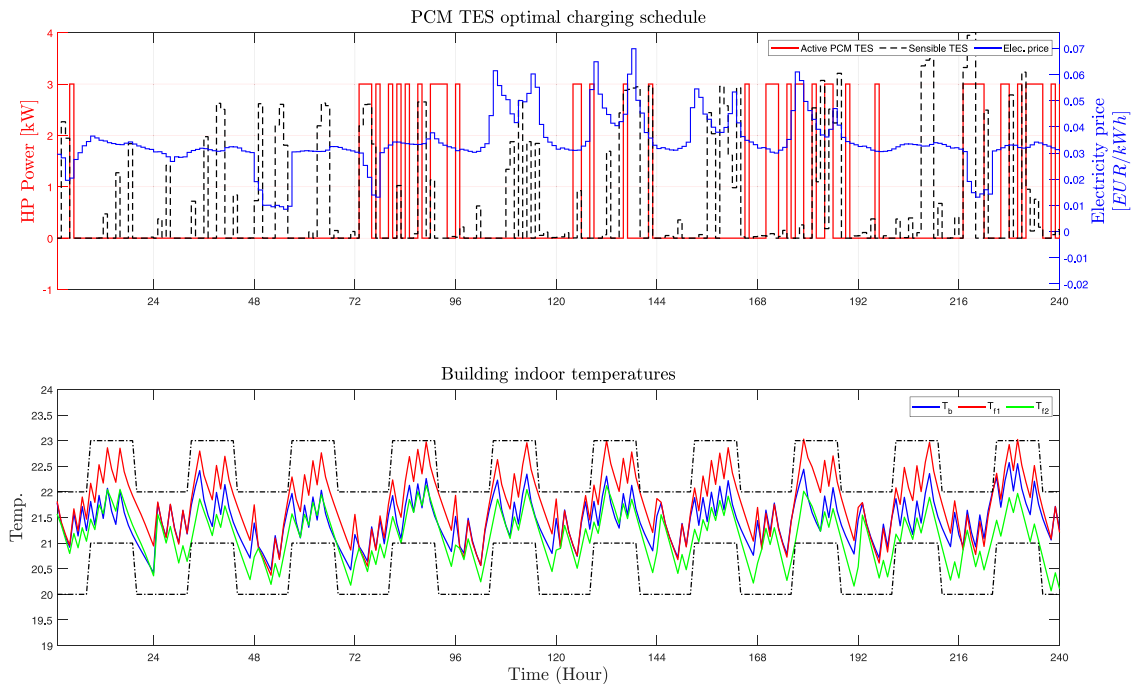 PCM TES optimal charging schedule
Active PCM TES Sensible TES Elec. price
HP Power [kW]
4
3
2
1
0
-1
0.07
0.06
0.05
0.04
0.03
0.02
0.01
0
-0.01
-0.02
Electricity price
[EUR/kWh]
24 48 72 96 120 144 168 192 216 240
Building indoor temperatures
T_b T_f1 T_f2
Temp.
24
23.5
23
22.5
22
21.5
21
20.5
20
19.5
19
24 48 72 96 120 144 168 192 216 240
Time (Hour)